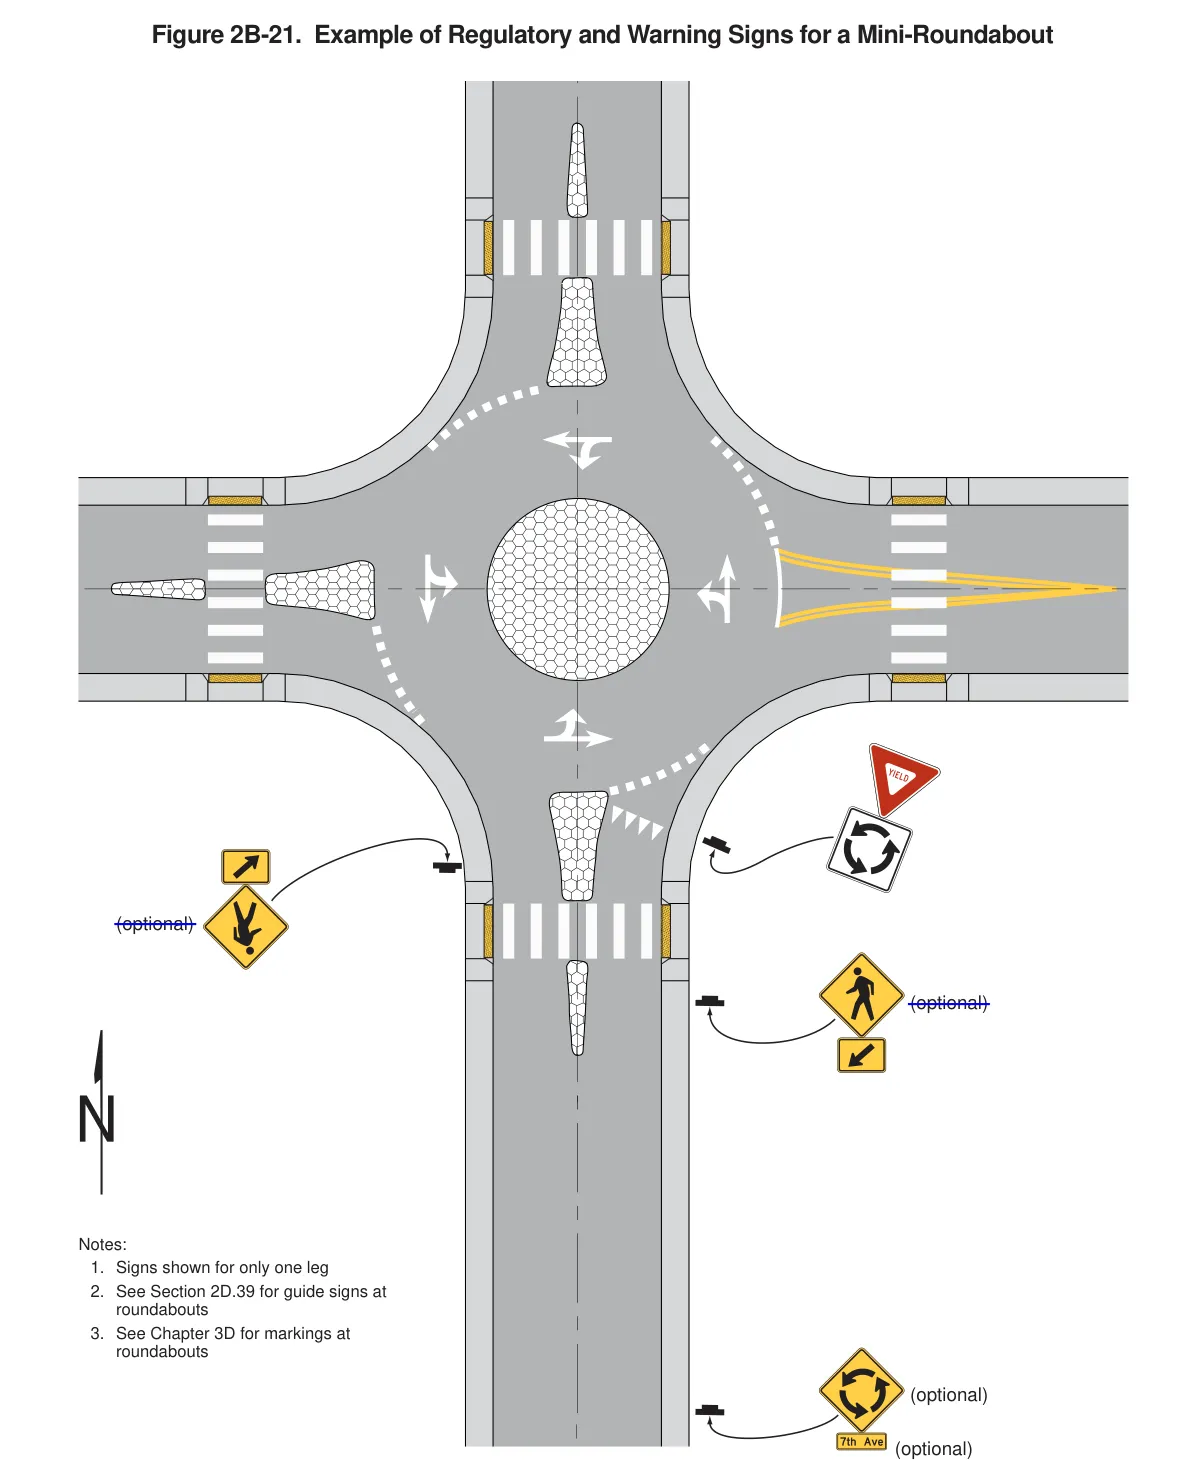 Figure 2B-21. Example of Regulatory and Warning Signs for a Mini-Roundabout
YIELD
(optional)
(optional)
N
Notes:
1. Signs shown for only one leg
2. See Section 2D.39 for guide signs at
roundabouts
3. See Chapter 3D for markings at
roundabouts
(optional)
7th Ave (optional)